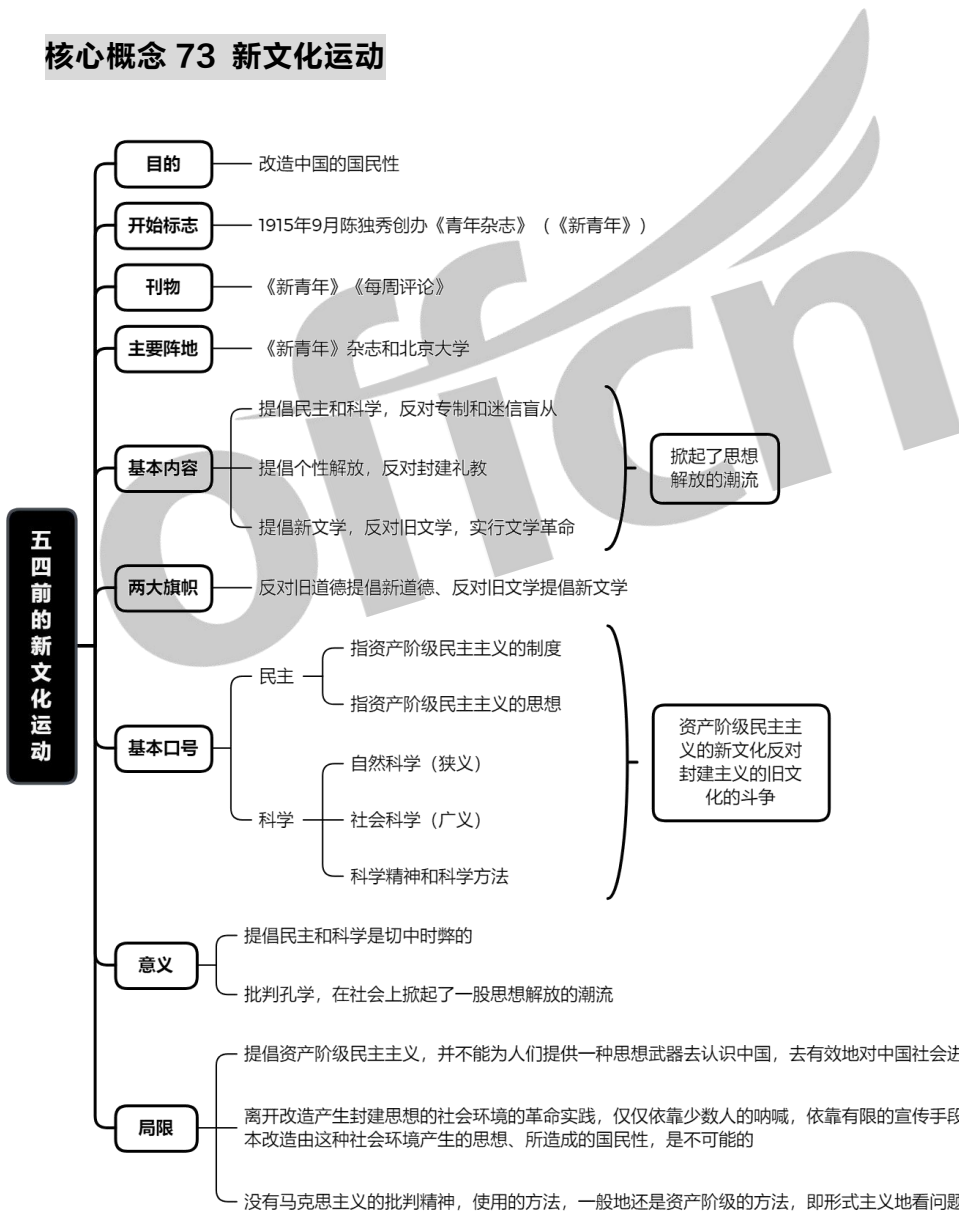 核心概念 73 新文化运动
五四前的新文化运动
目的
改造中国的国民性
开始标志
1915年9月陈独秀创办《青年杂志》（《新青年》）
刊物
《新青年》《每周评论》
主要阵地
《新青年》杂志和北京大学
基本内容
提倡民主和科学，反对专制和迷信盲从
提倡个性解放，反对封建礼教
提倡新文学，反对旧文学，实行文学革命
掀起了思想
解放的潮流
两大旗帜
反对旧道德提倡新道德、反对旧文学提倡新文学
基本口号
民主
指资产阶级民主主义的制度
指资产阶级民主主义的思想
科学
自然科学（狭义）
社会科学（广义）
科学精神和科学方法
资产阶级民主主
义的新文化反对
封建主义的旧文
化的斗争
意义
提倡民主和科学是切中时弊的
批判孔学，在社会上掀起了一股思想解放的潮流
局限
提倡资产阶级民主主义，并不能为人们提供一种思想武器去认识中国，去有效地对中国社会进
离开改造产生封建思想的社会环境的革命实践，仅仅依靠少数人的呐喊，依靠有限的宣传手段
本改造由这种社会环境产生的思想、所造成的国民性，是不可能的
没有马克思主义的批判精神，使用的方法，一般地还是资产阶级的方法，即形式主义地看问题
offcn